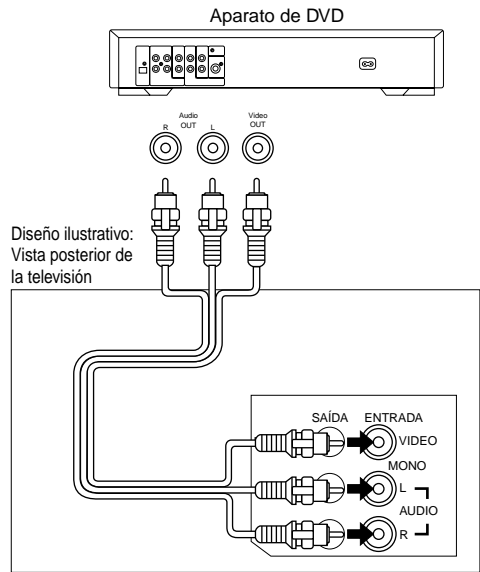 Aparato de DVD
Audio Video
R OUT L OUT
Diseño ilustrativo:
Vista posterior de
la televisión
SAÍDA ENTRADA
VIDEO
MONO
L
AUDIO
R